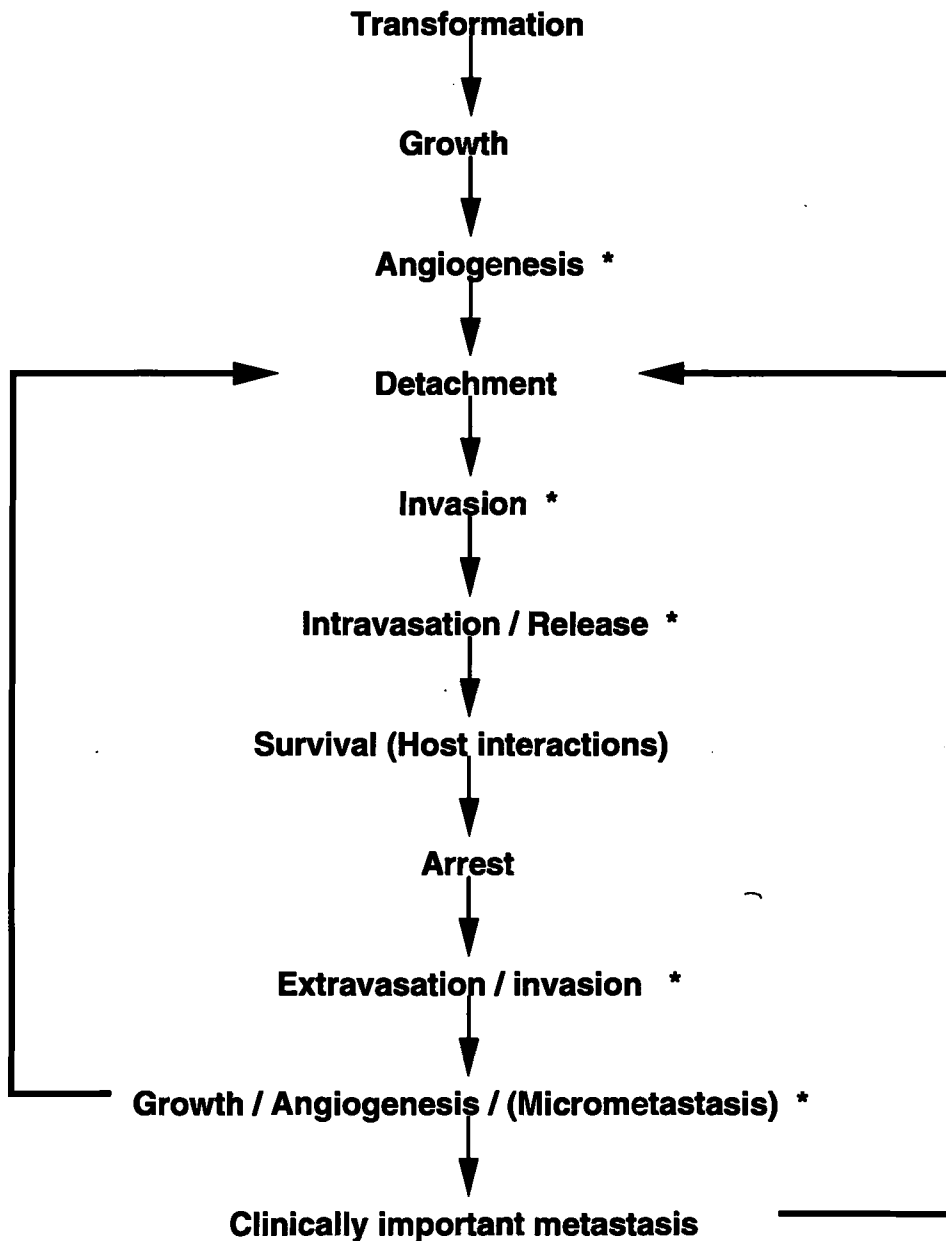 Transformation
Growth
Angiogenesis *
Detachment
Invasion *
Intravasation / Release *
Survival (Host interactions)
Arrest
Extravasation / invasion *
Growth / Angiogenesis / (Micrometastasis) *
Clinically important metastasis